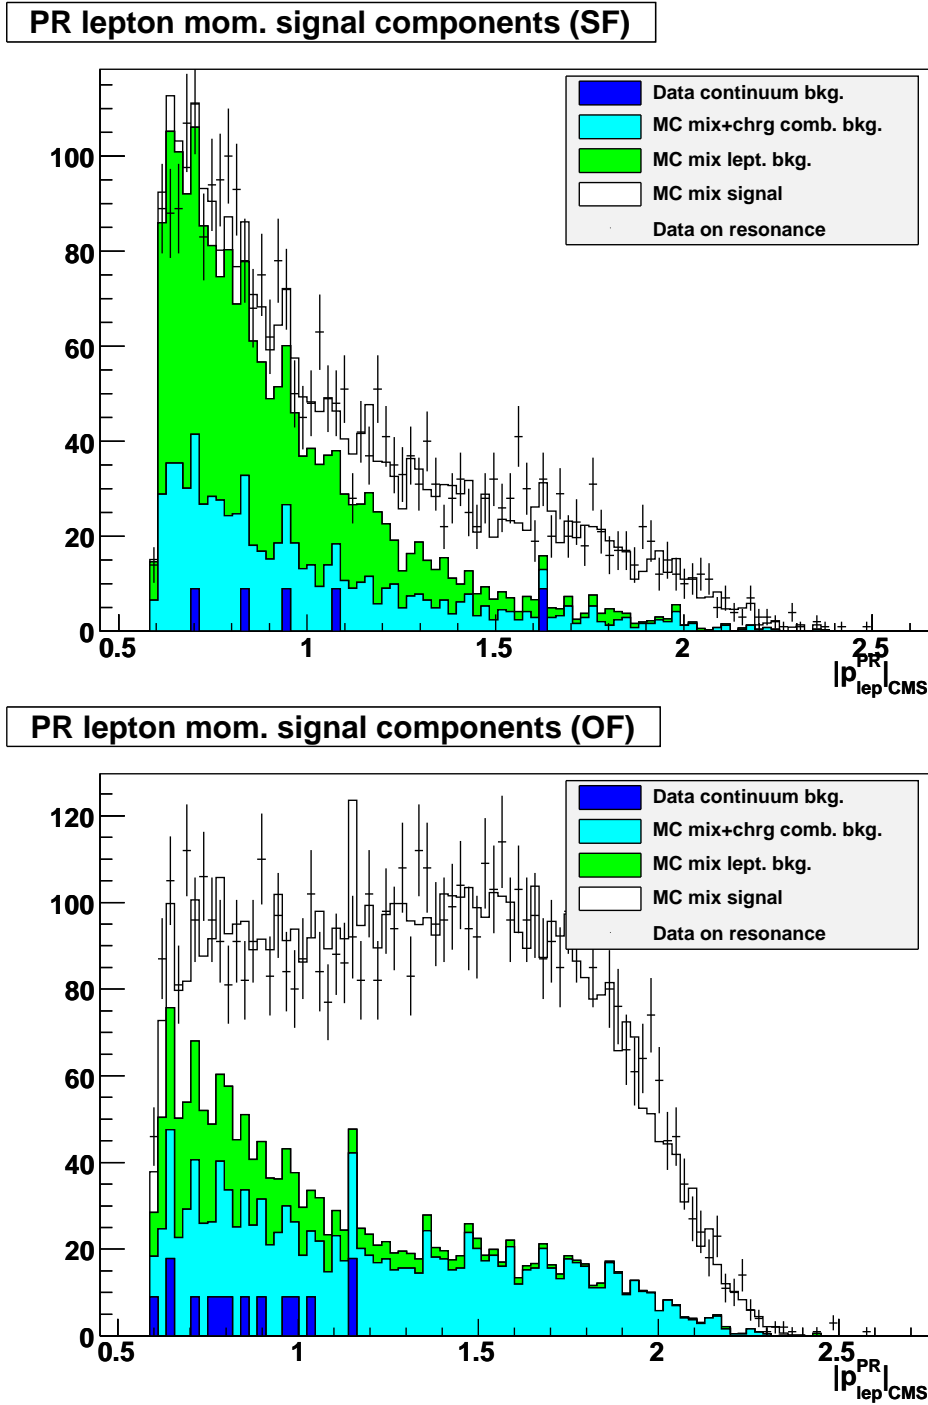 PR lepton mom. signal components (SF)
Data continuum bkg.
MC mix+chrg comb. bkg.
MC mix lept. bkg.
MC mix signal
Data on resonance
100
80
60
40
20
0
0.5 1 1.5 2 2.5
|p^PR_lep|_CMS
PR lepton mom. signal components (OF)
Data continuum bkg.
MC mix+chrg comb. bkg.
MC mix lept. bkg.
MC mix signal
Data on resonance
120
100
80
60
40
20
0
0.5 1 1.5 2 2.5
|p^PR_lep|_CMS